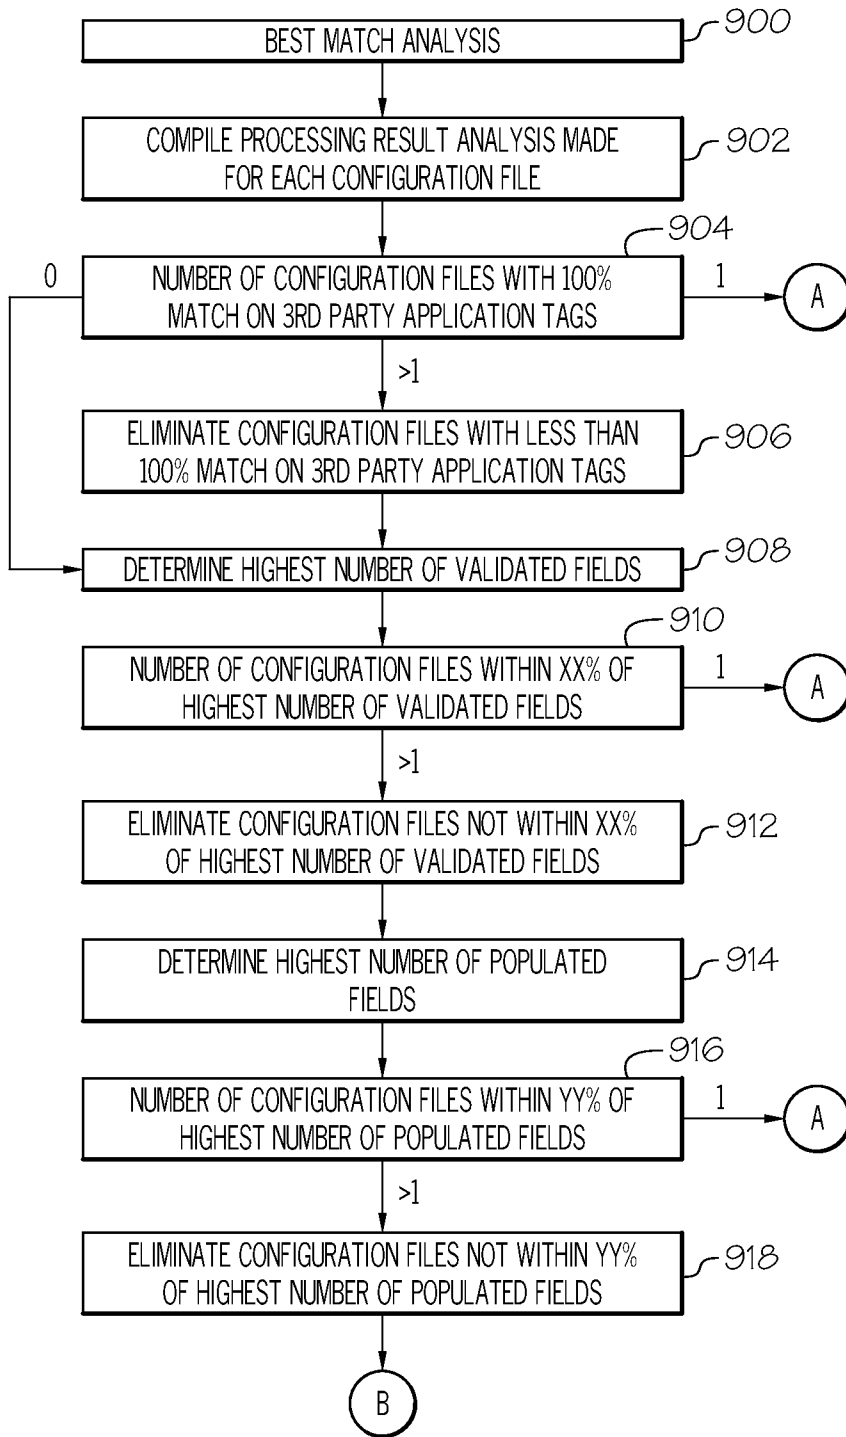 BEST MATCH ANALYSIS
900
COMPILE PROCESSING RESULT ANALYSIS MADE
FOR EACH CONFIGURATION FILE
902
904
0
NUMBER OF CONFIGURATION FILES WITH 100%
MATCH ON 3RD PARTY APPLICATION TAGS
1
A
>1
ELIMINATE CONFIGURATION FILES WITH LESS THAN
100% MATCH ON 3RD PARTY APPLICATION TAGS
906
DETERMINE HIGHEST NUMBER OF VALIDATED FIELDS
908
910
NUMBER OF CONFIGURATION FILES WITHIN XX% OF
HIGHEST NUMBER OF VALIDATED FIELDS
1
A
>1
ELIMINATE CONFIGURATION FILES NOT WITHIN XX%
OF HIGHEST NUMBER OF VALIDATED FIELDS
912
DETERMINE HIGHEST NUMBER OF POPULATED
FIELDS
914
916
NUMBER OF CONFIGURATION FILES WITHIN YY% OF
HIGHEST NUMBER OF POPULATED FIELDS
1
A
>1
ELIMINATE CONFIGURATION FILES NOT WITHIN YY%
OF HIGHEST NUMBER OF POPULATED FIELDS
918
B